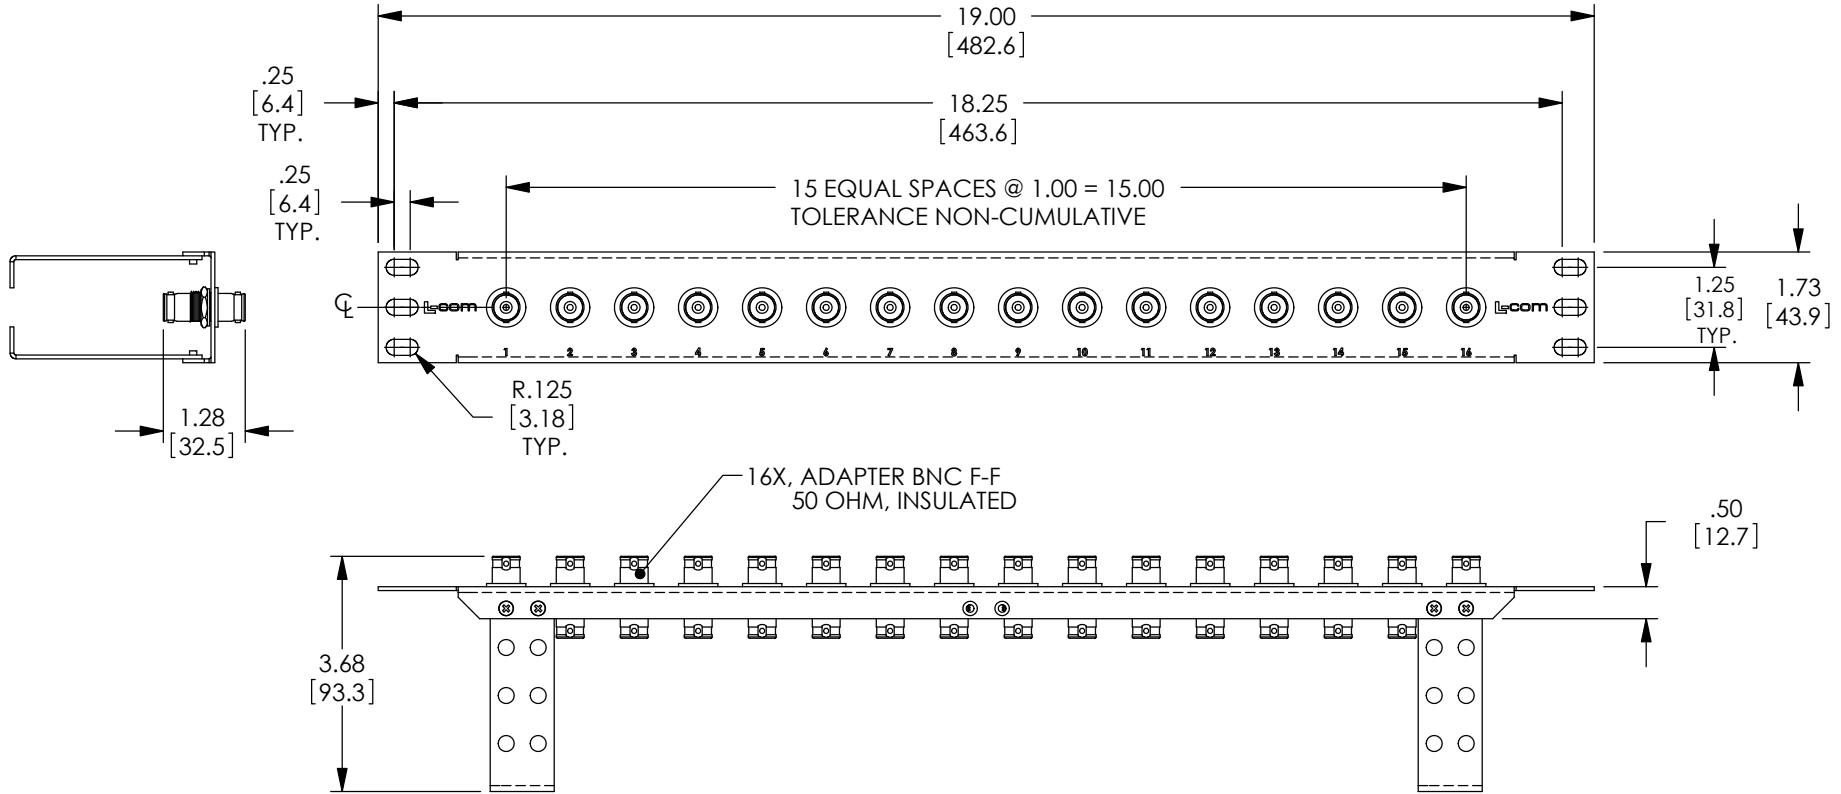 19.00
[482.6]
.25
[6.4]
TYP.
18.25
[463.6]
.25
[6.4]
TYP.
15 EQUAL SPACES @ 1.00 = 15.00
TOLERANCE NON-CUMULATIVE
℄
L-com
L-com
1 2 3 4 5 6 7 8 9 10 11 12 13 14 15 16
1.25
[31.8]
TYP.
1.73
[43.9]
1.28
[32.5]
R.125
[3.18]
TYP.
16X, ADAPTER BNC F-F
50 OHM, INSULATED
.50
[12.7]
3.68
[93.3]